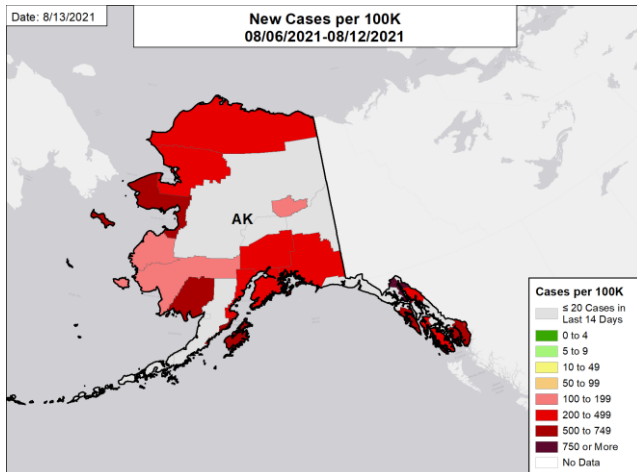 Date: 8/13/2021
New Cases per 100K
08/06/2021-08/12/2021
AK
Cases per 100K
≤ 20 Cases in
Last 14 Days
0 to 4
5 to 9
10 to 49
50 to 99
100 to 199
200 to 499
500 to 749
750 or More
No Data